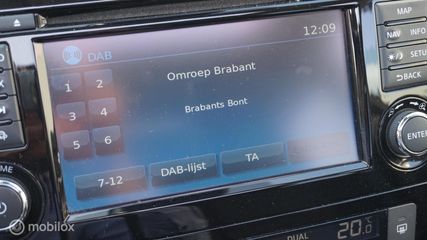 DAB
12:09
MAP
NAV
INFO
SETUP
BACK
Omroep Brabant
Brabants Bont
1 2
3 4
5 6
7-12
DAB-lijst
TA
ENTER
DUAL
20.0
°C
mobilox